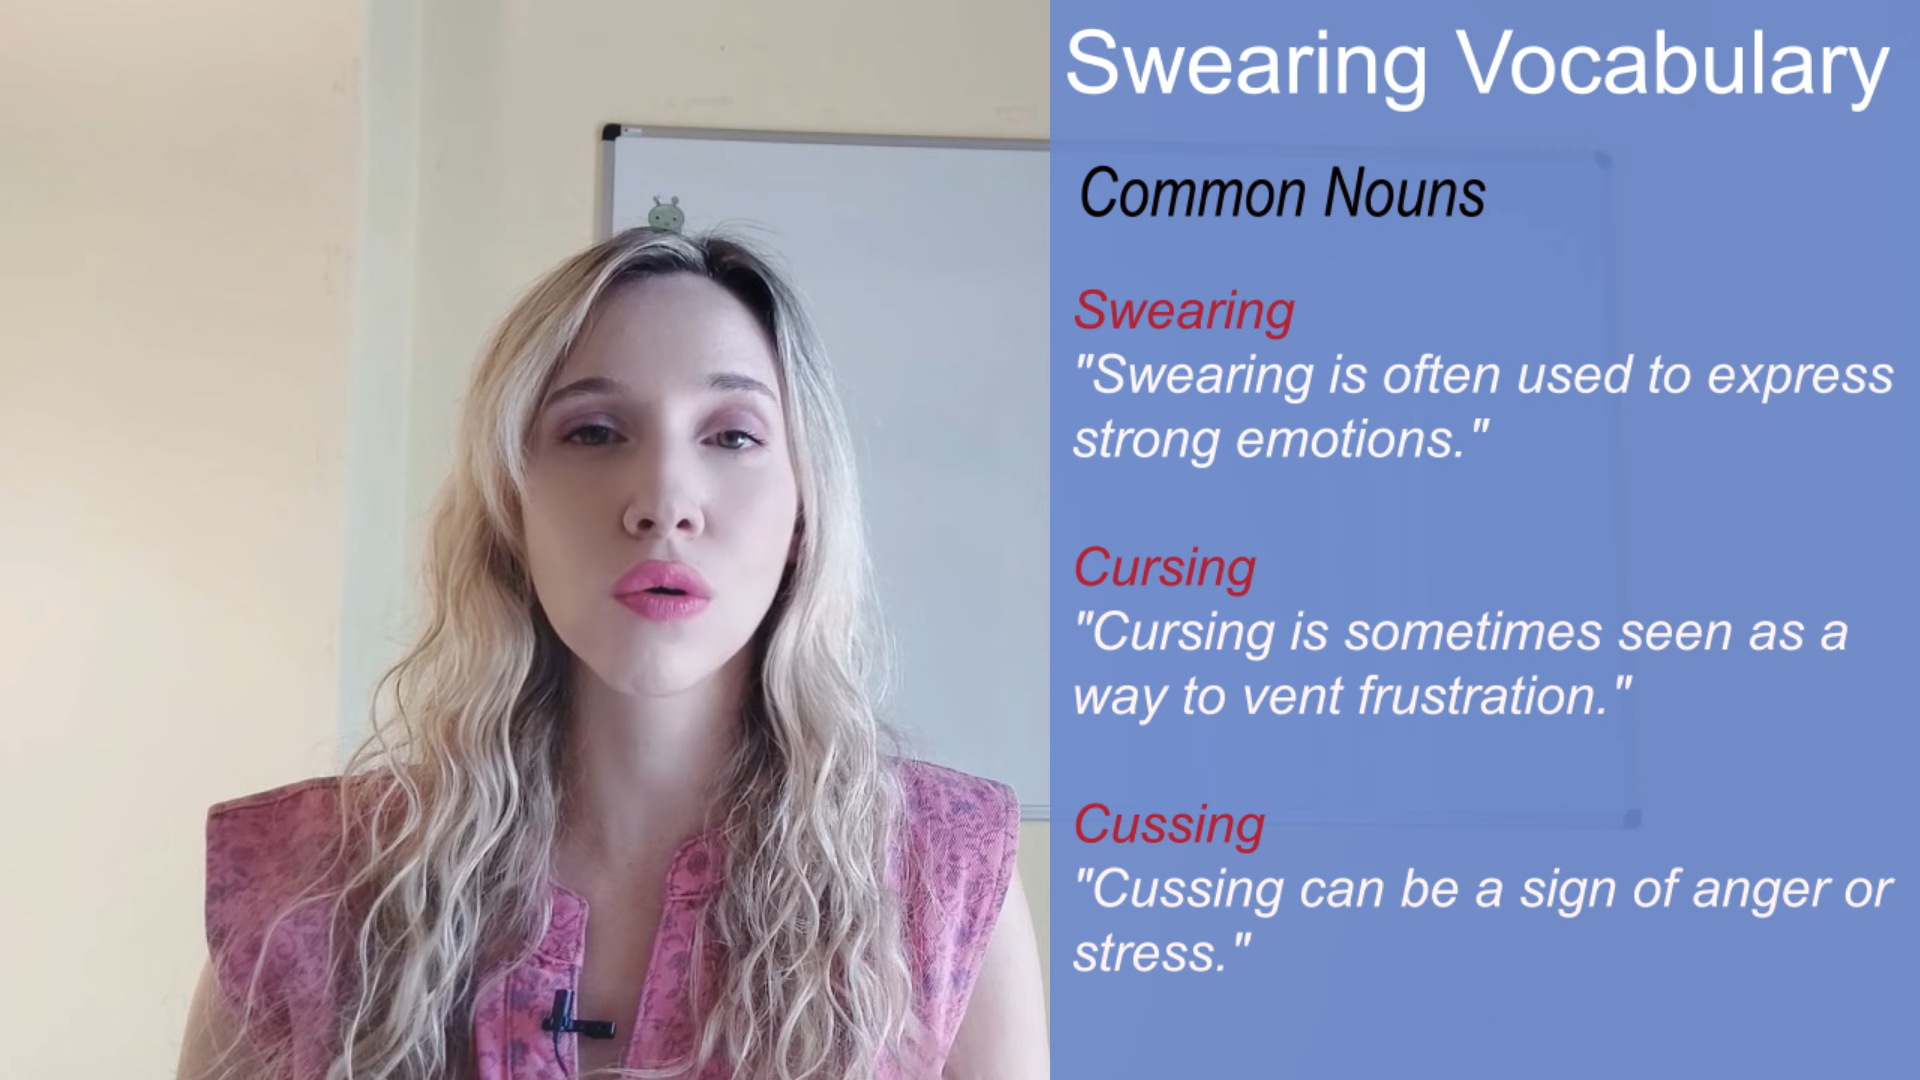 Swearing Vocabulary
Common Nouns
Swearing
"Swearing is often used to express
strong emotions."
Cursing
"Cursing is sometimes seen as a
way to vent frustration."
Cussing
"Cussing can be a sign of anger or
stress."